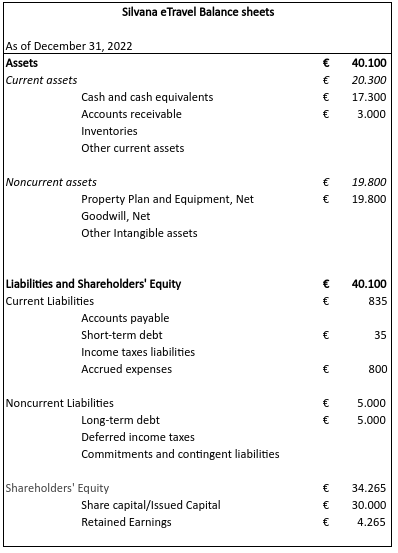 Silvana eTravel Balance sheets
As of December 31, 2022
Assets € 40.100
Current assets € 20.300
Cash and cash equivalents € 17.300
Accounts receivable € 3.000
Inventories
Other current assets
Noncurrent assets € 19.800
Property Plan and Equipment, Net € 19.800
Goodwill, Net
Other Intangible assets
Liabilities and Shareholders' Equity € 40.100
Current Liabilities € 835
Accounts payable
Short-term debt € 35
Income taxes liabilities
Accrued expenses € 800
Noncurrent Liabilities € 5.000
Long-term debt € 5.000
Deferred income taxes
Commitments and contingent liabilities
Shareholders' Equity € 34.265
Share capital/Issued Capital € 30.000
Retained Earnings € 4.265